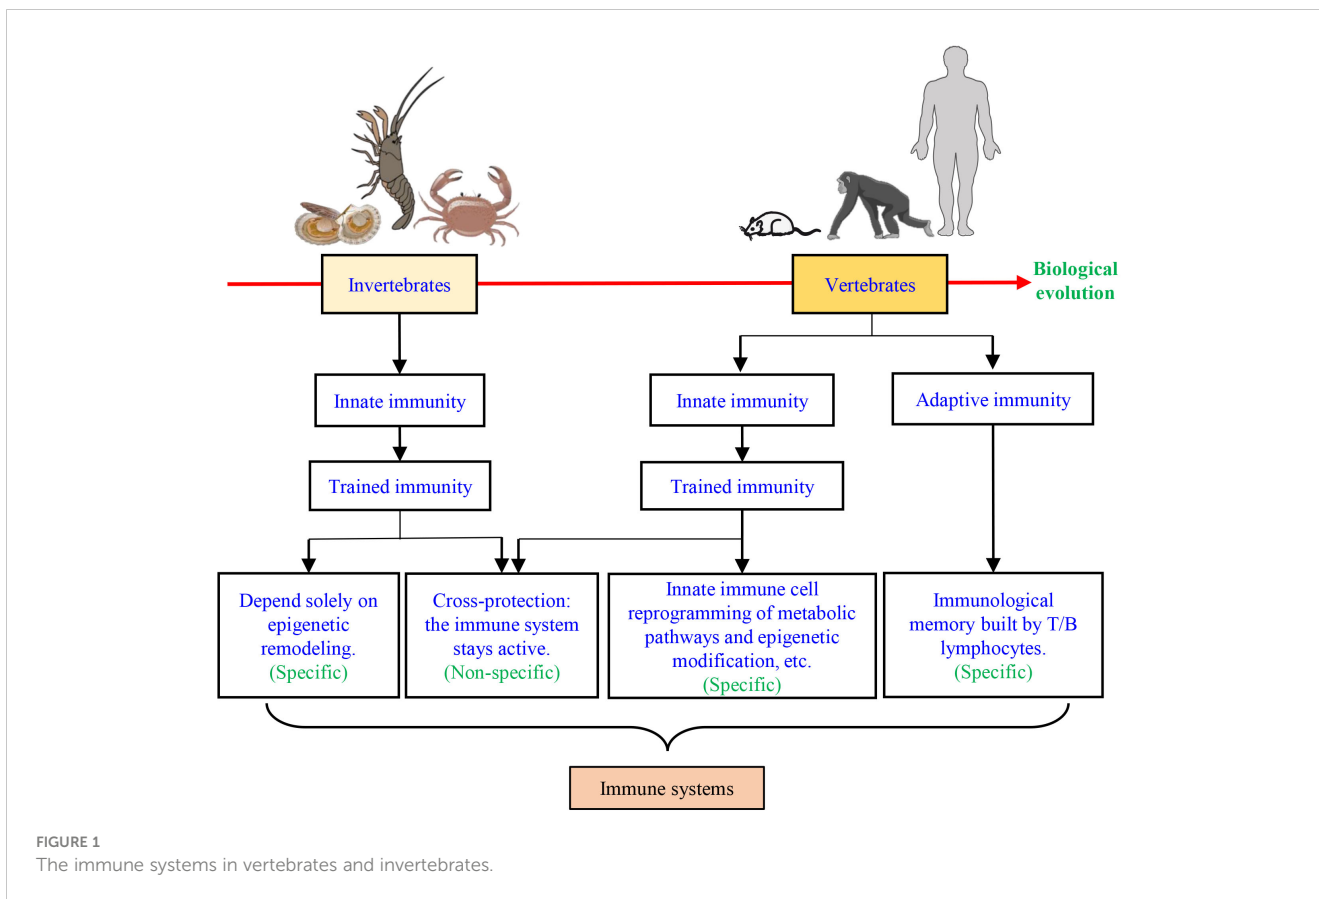 Biological
evolution
Invertebrates
Vertebrates
Innate immunity
Innate immunity
Adaptive immunity
Trained immunity
Trained immunity
Depend solely on
epigenetic
remodeling.
(Specific)
Cross-protection:
the immune system
stays active.
(Non-specific)
Innate immune cell
reprogramming of metabolic
pathways and epigenetic
modification, etc.
(Specific)
Immunological
memory built by T/B
lymphocytes.
(Specific)
Immune systems
FIGURE 1
The immune systems in vertebrates and invertebrates.